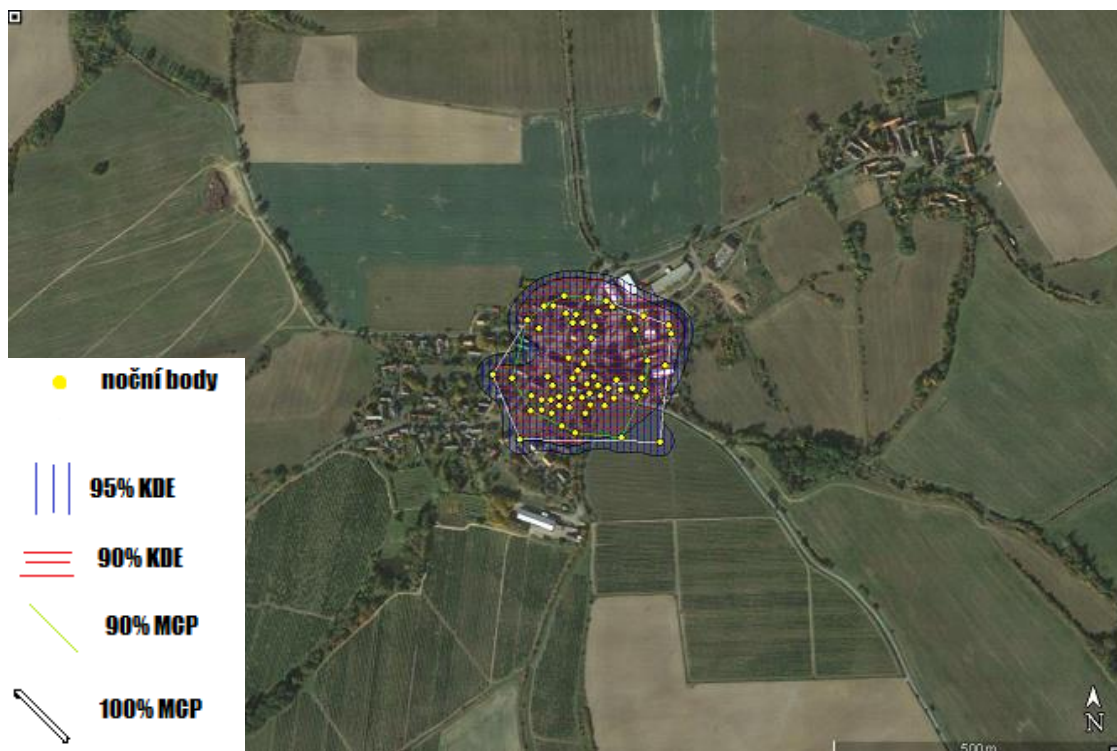 noční body
95% KDE
90% KDE
90% MCP
100% MCP
N
500 m